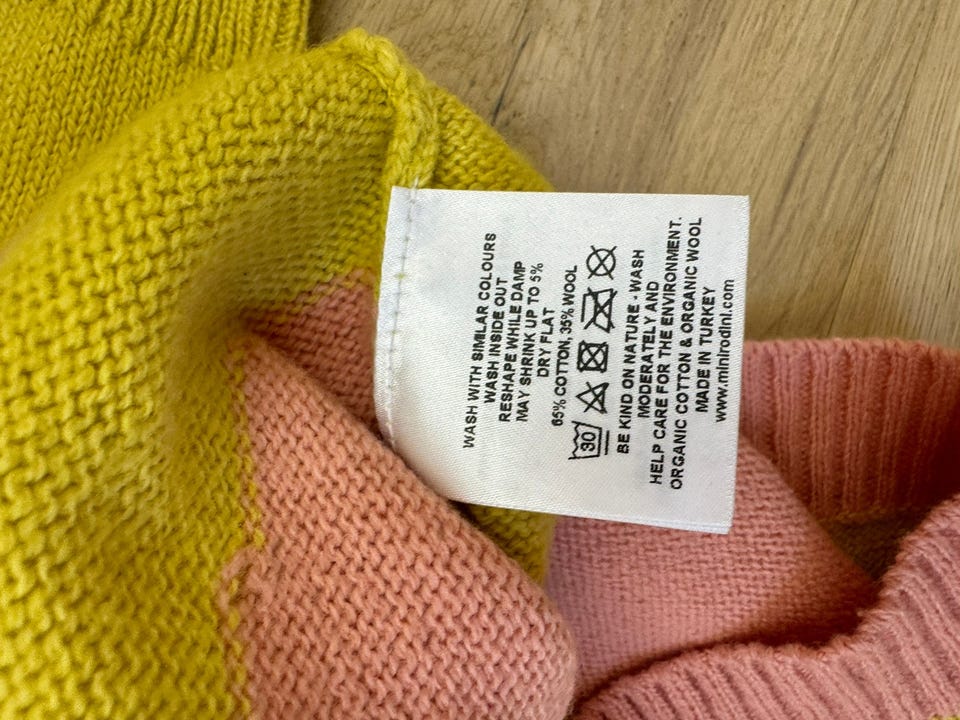 WASH WITH SIMILAR COLOURS
WASH INSIDE OUT
RESHAPE WHILE DAMP
MAY SHRINK UP TO 5%
DRY FLAT
65% COTTON, 35% WOOL
30
BE KIND ON NATURE - WASH
MODERATELY AND
HELP CARE FOR THE ENVIRONMENT.
ORGANIC COTTON & ORGANIC WOOL
MADE IN TURKEY
www.minirodini.com